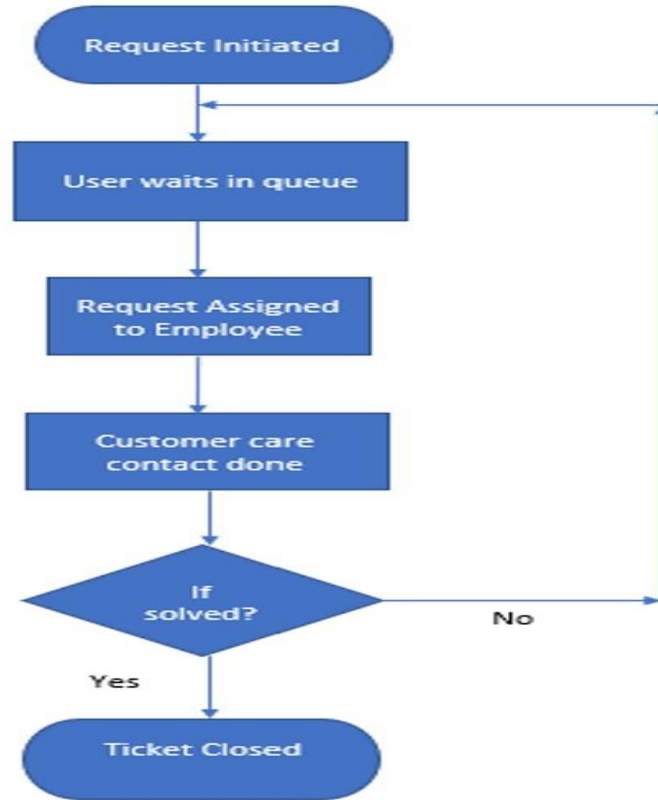 Request Initiated
User waits in queue
Request Assigned
to Employee
Customer care
contact done
If
solved?
No
Yes
Ticket Closed